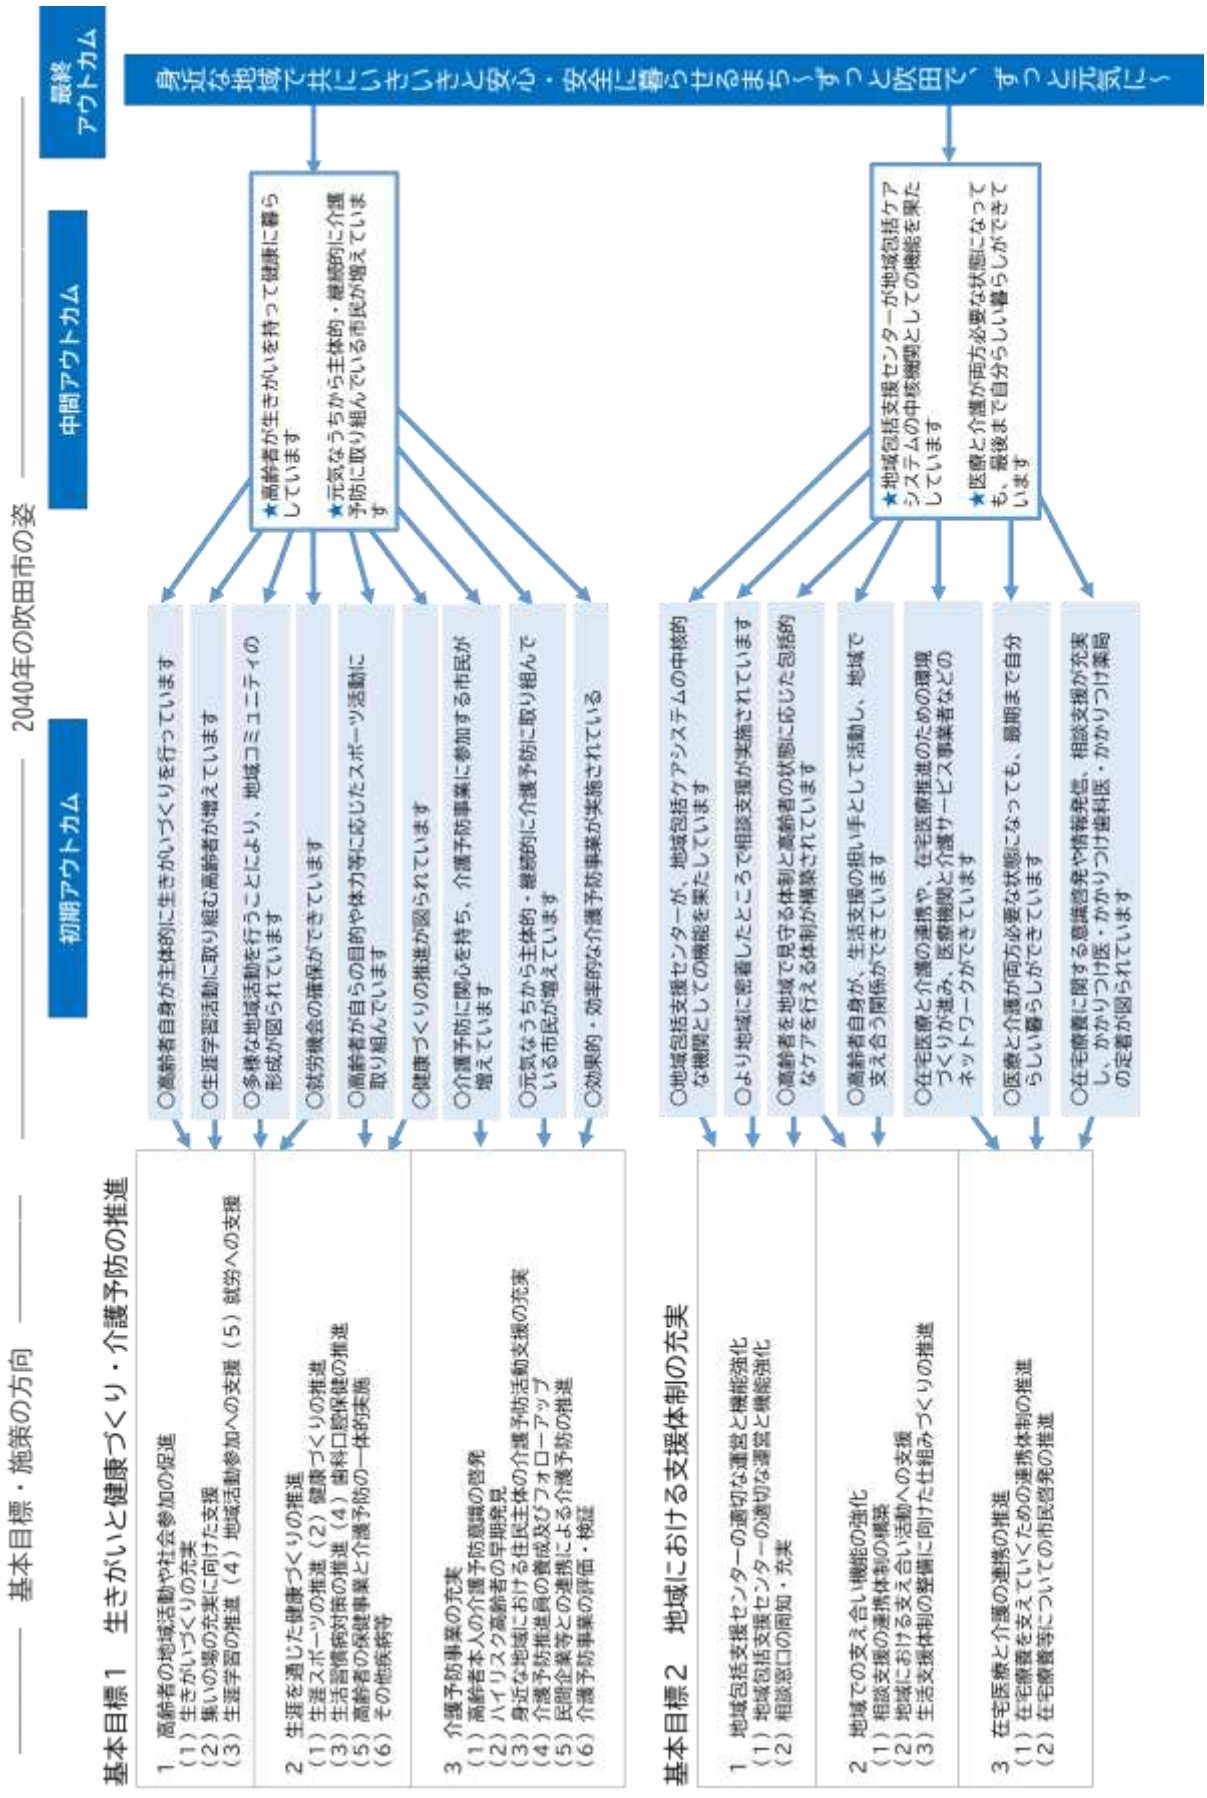 基本目標・施策の方向
2040年の吹田市の姿
初期アウトカム
中間アウトカム
最終
アウトカム
基本目標1　生きがいと健康づくり・介護予防の推進
1　高齢者の地域活動や社会参加の促進
(1) 生きがいづくりの充実
(2) 集いの場の充実に向けた支援
(3) 生涯学習の推進 (4) 地域活動参加への支援 (5) 就労への支援
2　生涯を通じた健康づくりの推進
(1) 生涯スポーツの推進 (2) 健康づくりの推進
(3) 生活習慣病対策の推進 (4) 歯科口腔保健の推進
(5) 高齢者の保健事業と介護予防の一体的実施
(6) その他疾病等
3　介護予防事業の充実
(1) 高齢者本人の介護予防意識の啓発
(2) ハイリスク高齢者の早期発見
(3) 身近な地域における住民主体の介護予防活動支援の充実
(4) 介護予防推進員の養成及びフォローアップ
(5) 民間企業等との連携による介護予防の推進
(6) 介護予防事業の評価・検証
○高齢者自身が主体的に生きがいづくりを行っています
○生涯学習活動に取り組む高齢者が増えています
○多様な地域活動を行うことにより、地域コミュニティの
形成が図られています
○就労機会の確保ができています
○高齢者が自らの目的や体力等に応じたスポーツ活動に
取り組んでいます
○健康づくりの推進が図られています
○介護予防に関心を持ち、介護予防事業に参加する市民が
増えています
○元気なうちから主体的・継続的に介護予防に取り組んで
いる市民が増えています
○効果的・効率的な介護予防事業が実施されている
★高齢者が生きがいを持って健康に暮ら
しています
★元気なうちから主体的・継続的に介護
予防に取り組んでいる市民が増えていま
す
基本目標2　地域における支援体制の充実
1　地域包括支援センターの適切な運営と機能強化
(1) 地域包括支援センターの適切な運営と機能強化
(2) 相談窓口の周知・充実
2　地域での支え合い機能の強化
(1) 相談支援の連携体制の構築
(2) 地域における支え合い活動への支援
(3) 生活支援体制の整備に向けた仕組みづくりの推進
3　在宅医療と介護の連携の推進
(1) 在宅療養を支えていくための連携体制の推進
(2) 在宅療養等についての市民啓発の推進
○地域包括支援センターが、地域包括ケアシステムの中核的
な機関としての機能を果たしています
○より地域に密着したところで相談支援が実施されています
○高齢者を地域で見守る体制と高齢者の状態に応じた包括的
なケアを行える体制が構築されています
○高齢者自身が、生活支援の担い手として活動し、地域で
支え合う関係ができています
○在宅医療と介護の連携や、在宅医療推進のための環境
づくりが進み、医療機関と介護サービス事業者などの
ネットワークができています
○医療と介護が両方必要な状態になっても、最期まで自分
らしい暮らしができています
○在宅療養に関する意識啓発や情報発信、相談支援が充実
し、かかりつけ医・かかりつけ歯科医・かかりつけ薬局
の定着が図られています
★地域包括支援センターが地域包括ケア
システムの中核機関としての機能を果た
しています
★医療と介護が両方必要な状態になって
も、最後まで自分らしい暮らしができて
います
身近な地域で共にいきいきと安心・安全に暮らせるまち～ずっと吹田で、ずっと元気に～